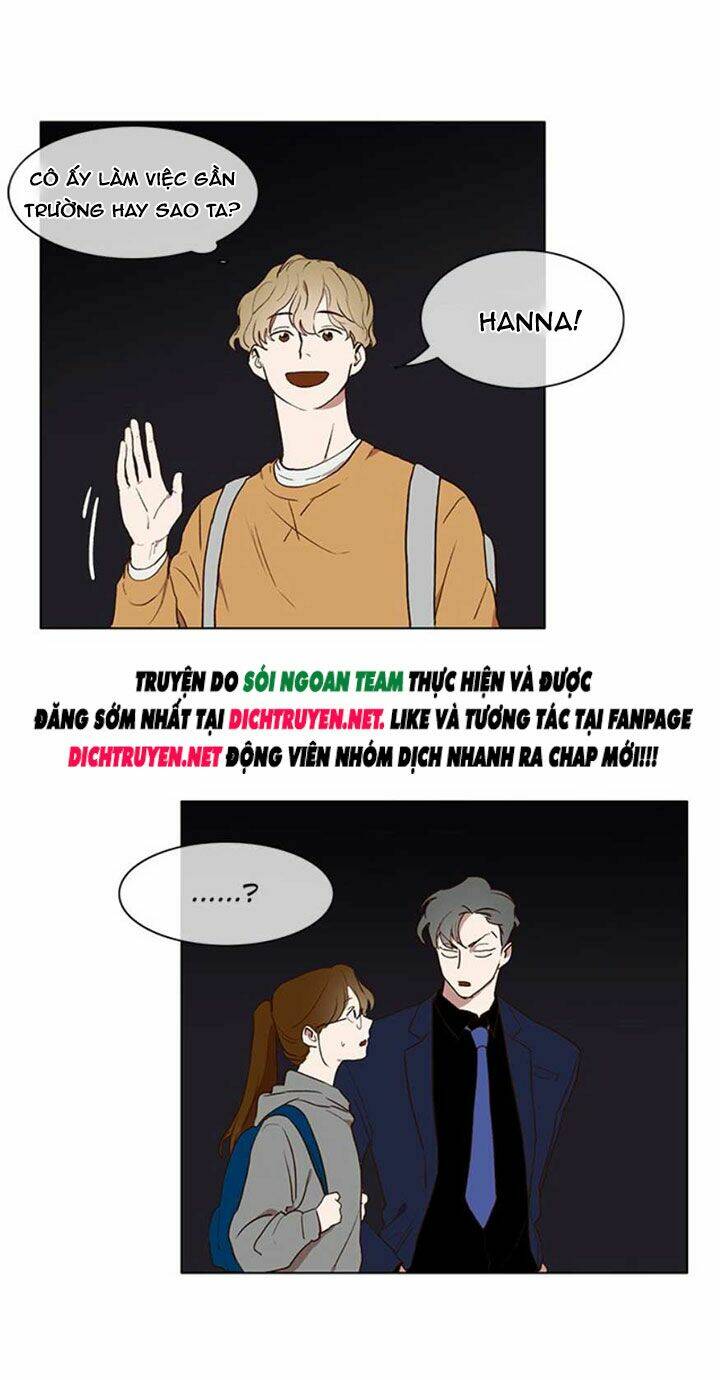 CÔ ẤY LÀM VIỆC GẦN
TRƯỜNG HAY SAO TA?
HANNA!
TRUYỆN DO SÓI NGOAN TEAM THỰC HIỆN VÀ ĐƯỢC
ĐĂNG SỚM NHẤT TẠI DICHTRUYEN.NET. LIKE VÀ TƯƠNG TÁC TẠI FANPAGE
DICHTRUYEN.NET ĐỘNG VIÊN NHÓM DỊCH NHANH RA CHAP MỚI!!!
......?